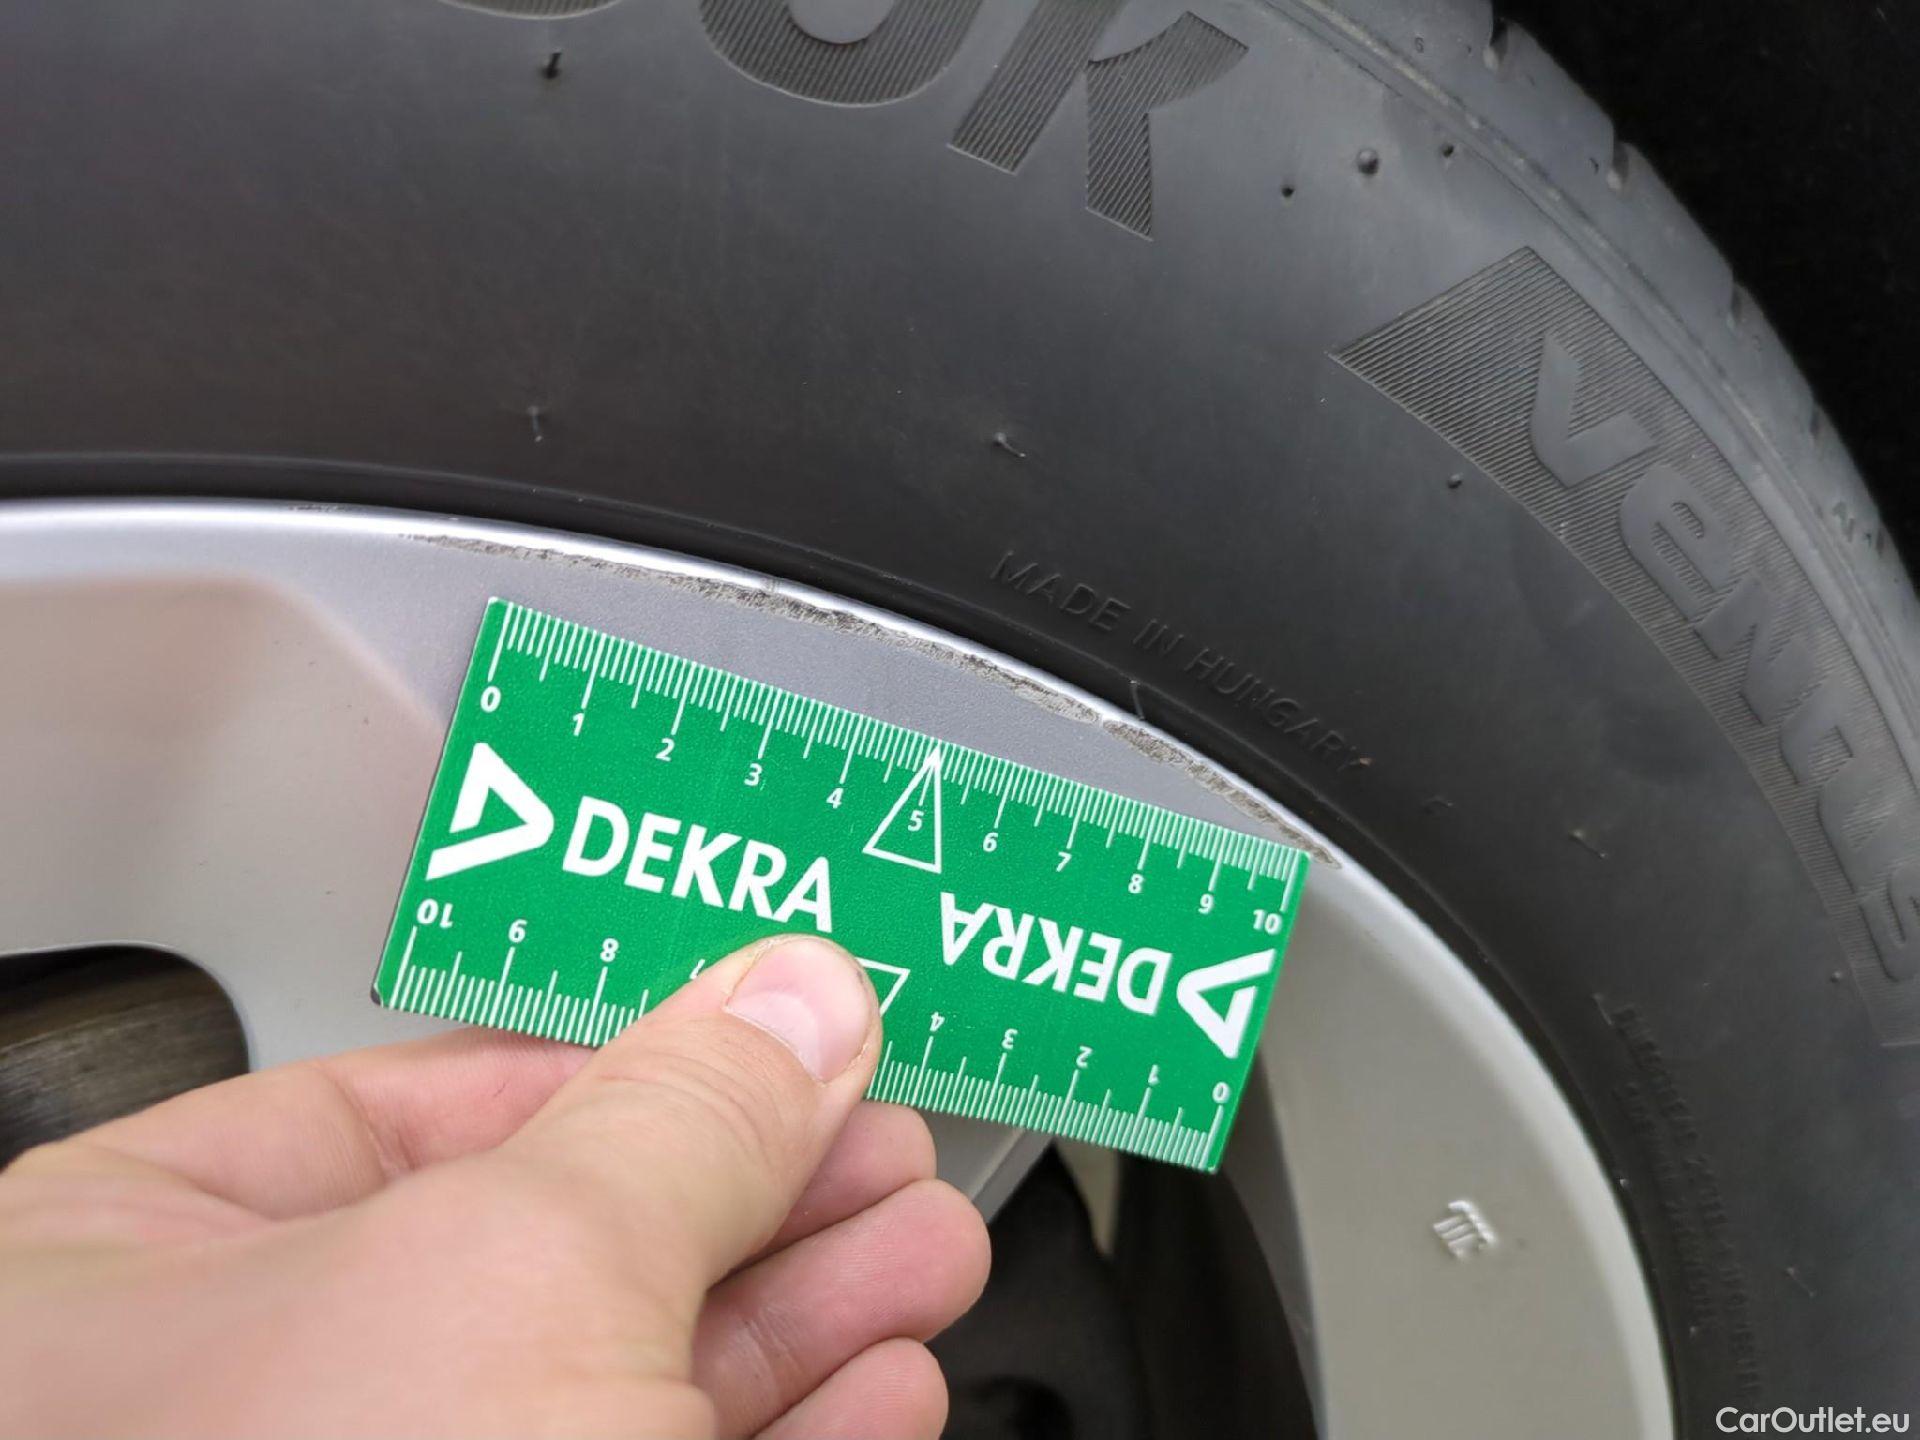 OOK
Ventus
MADE IN HUNGARY
0 1 2 3 4 5 6 7 8 9 10
DEKRA
DEKRA
10 9 8 7 4 3 2 1 0
CarOutlet.eu